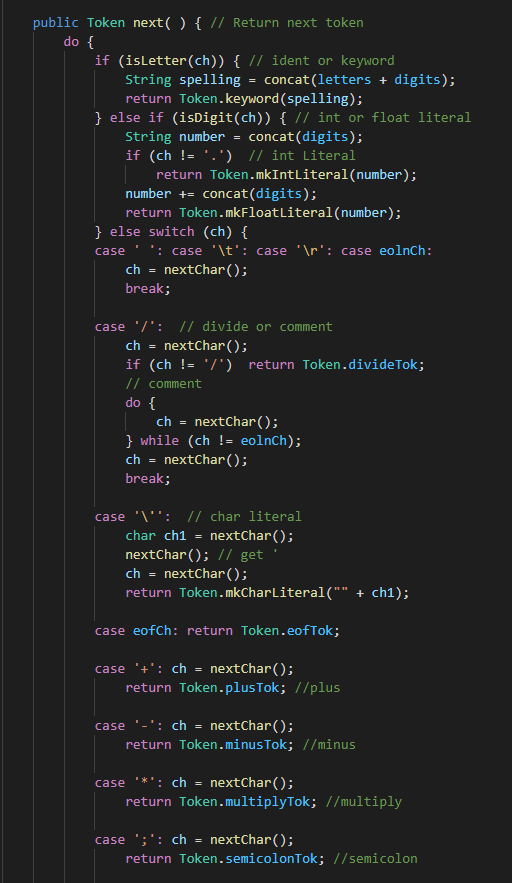 public Token next( ) { // Return next token
do {
if (isLetter(ch)) { // ident or keyword
String spelling = concat(letters + digits);
return Token.keyword(spelling);
} else if (isDigit(ch)) { // int or float literal
String number = concat(digits);
if (ch != '.')  // int Literal
return Token.mkIntLiteral(number);
number += concat(digits);
return Token.mkFloatLiteral(number);
} else switch (ch) {
case ' ': case '\t': case '\r': case eolnCh:
ch = nextChar();
break;
case '/':  // divide or comment
ch = nextChar();
if (ch != '/')  return Token.divideTok;
// comment
do {
ch = nextChar();
} while (ch != eolnCh);
ch = nextChar();
break;
case '\'':  // char literal
char ch1 = nextChar();
nextChar(); // get '
ch = nextChar();
return Token.mkCharLiteral("" + ch1);
case eofCh: return Token.eofTok;
case '+': ch = nextChar();
return Token.plusTok; //plus
case '-': ch = nextChar();
return Token.minusTok; //minus
case '*': ch = nextChar();
return Token.multiplyTok; //multiply
case ';': ch = nextChar();
return Token.semicolonTok; //semicolon